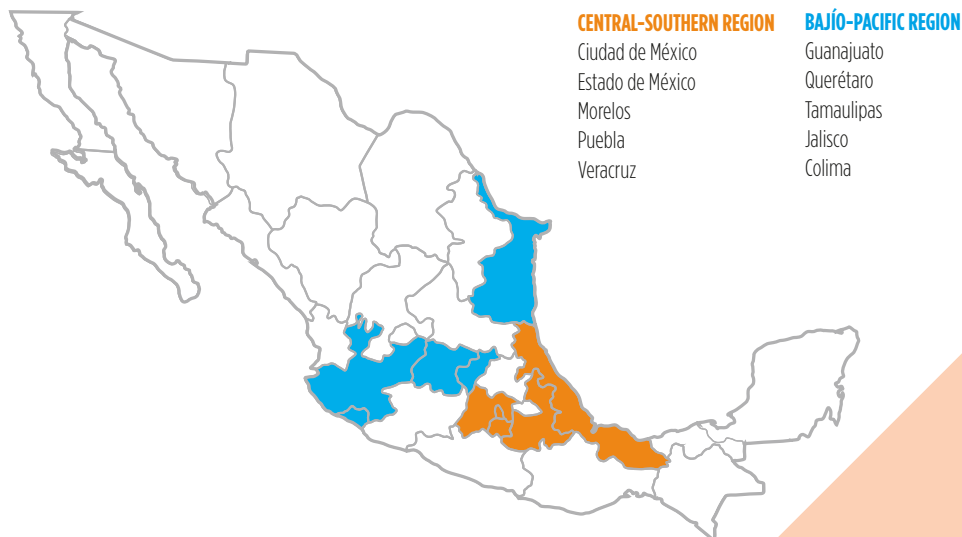 CENTRAL-SOUTHERN REGION
Ciudad de México
Estado de México
Morelos
Puebla
Veracruz
BAJÍO-PACIFIC REGION
Guanajuato
Querétaro
Tamaulipas
Jalisco
Colima